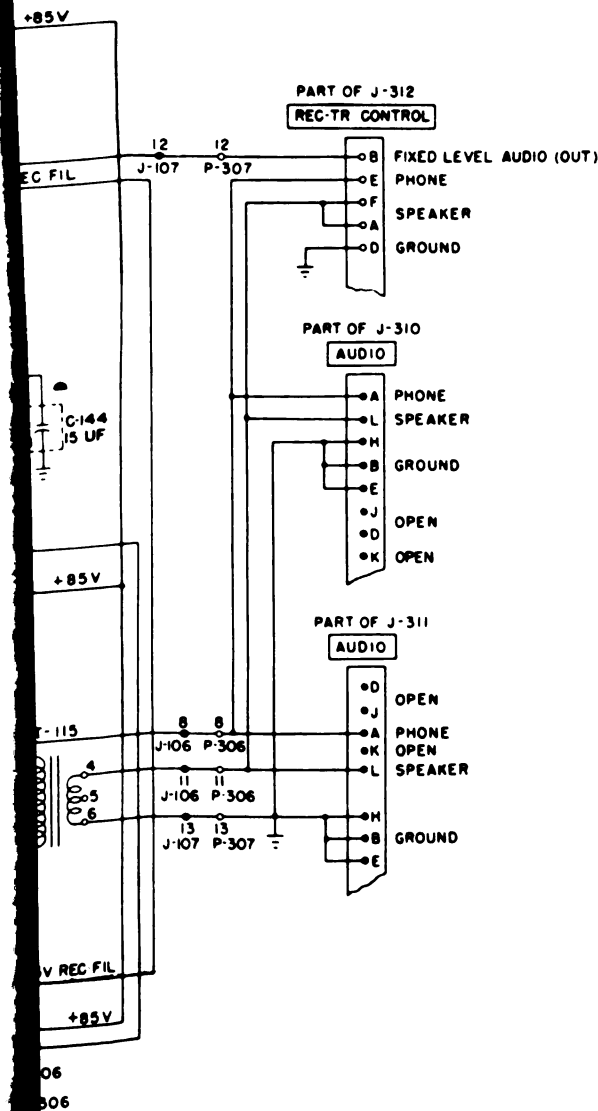 +85V
PART OF J-312
REC-TR CONTROL
12 12
J-107 P-307
B FIXED LEVEL AUDIO (OUT)
EC FIL
E PHONE
F
SPEAKER
A
D GROUND
PART OF J-310
AUDIO
A PHONE
L SPEAKER
C-144
15 UF
H
B GROUND
E
J
OPEN
D
K OPEN
+85V
PART OF J-311
AUDIO
D
OPEN
J
T-115
8 8
J-106 P-306
A PHONE
K OPEN
4
11 11
J-106 P-306
L SPEAKER
5
6
13 13
J-107 P-307
H
B GROUND
E
V REC FIL
+85V
06
306